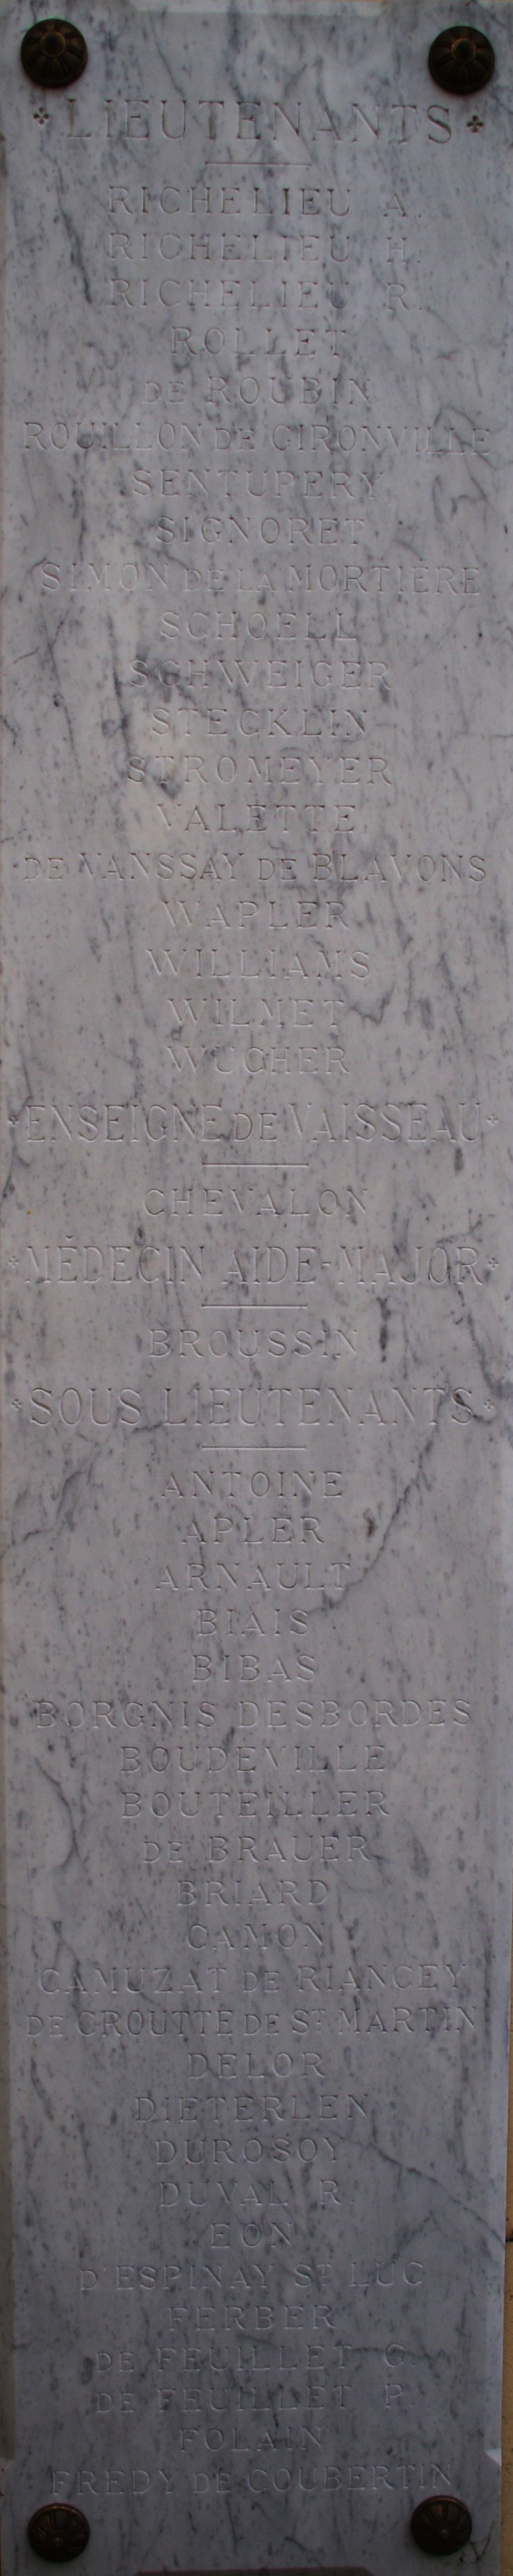 LIEUTENANTS
RICHELIEU A.
RICHELIEU H.
RICHELIEU R.
ROLLET
DE ROUBIN
ROUILLON DE GIRONVILLE
SENTUPERY
SIGNORET
SIMON DE LA MORTIERE
SCHOELL
SCHWEIGER
STECKLIN
STROMEYER
VALETTE
DE VANSSAY DE BLAVONS
WAPLER
WILLIAMS
WILMET
WUCHER
ENSEIGNE DE VAISSEAU
CHEVALON
MÉDECIN AIDE-MAJOR
BROUSSIN
SOUS LIEUTENANTS
ANTOINE
APLER
ARNAULT
BIAIS
BIBAS
BORGNIS DESBORDES
BOUDEVILLE
BOUTEILLER
DE BRAUER
BRIARD
CAMON
CAMUZAT DE RIANCEY
DE CROUTTE DE ST MARTIN
DELOR
DIETERLEN
DUROSOY
DUVAL R.
EON
D'ESPINAY ST LUC
FERBER
DE FEUILLET G.
DE FEUILLET P.
FOLAIN
FREDY DE COUBERTIN